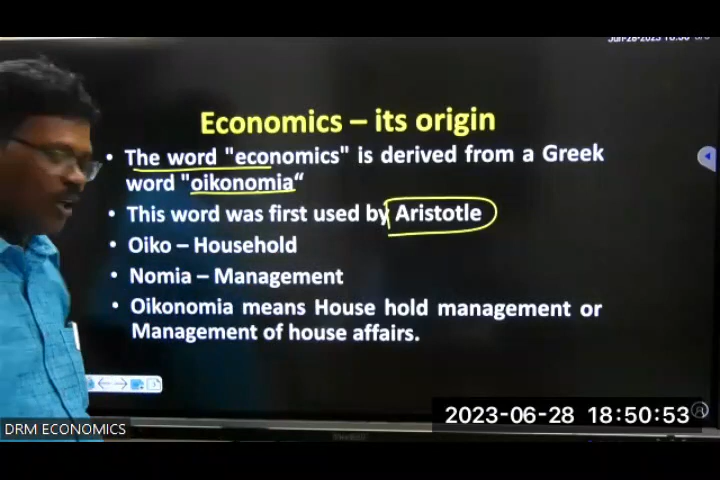 Economics – its origin
• The word "economics" is derived from a Greek
word "oikonomia“
• This word was first used by Aristotle
• Oiko – Household
• Nomia – Management
• Oikonomia means House hold management or
Management of house affairs.
2023-06-28 18:50:53
DRM ECONOMICS